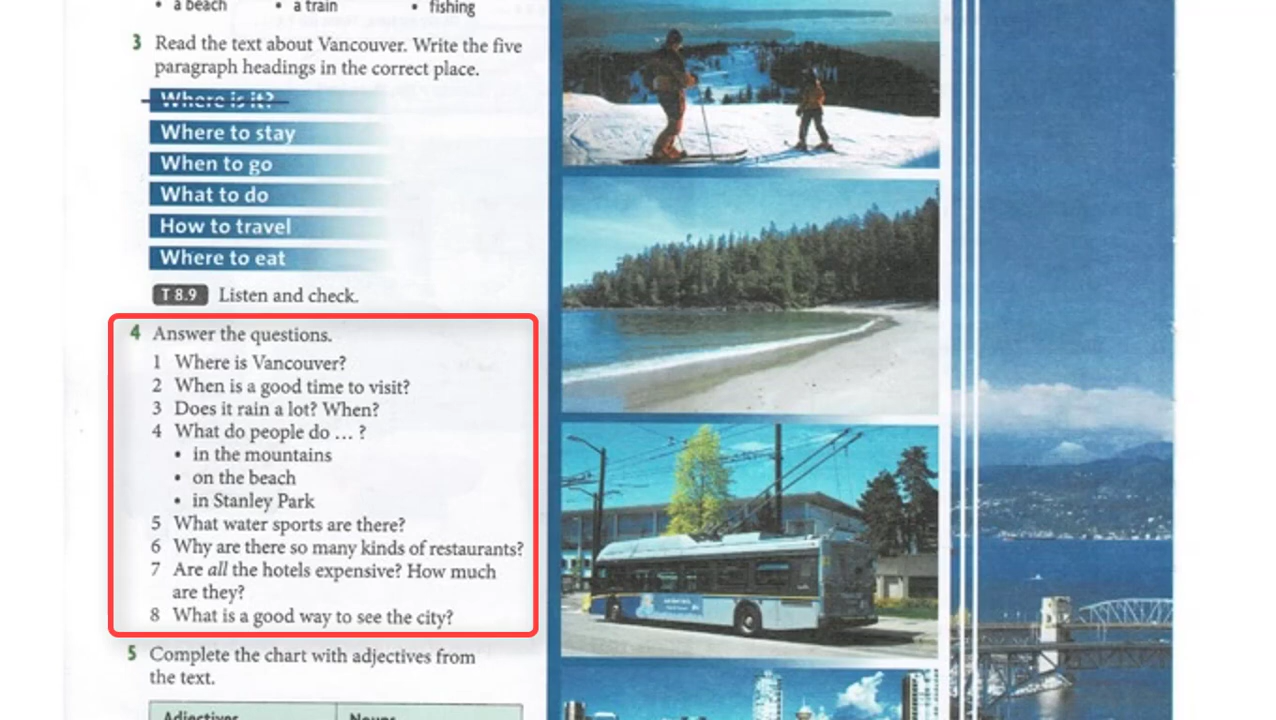 • a beach • a train • fishing
3 Read the text about Vancouver. Write the five
paragraph headings in the correct place.
Where is it?
Where to stay
When to go
What to do
How to travel
Where to eat
T 8.9 Listen and check.
4 Answer the questions.
1 Where is Vancouver?
2 When is a good time to visit?
3 Does it rain a lot? When?
4 What do people do ... ?
• in the mountains
• on the beach
• in Stanley Park
5 What water sports are there?
6 Why are there so many kinds of restaurants?
7 Are all the hotels expensive? How much
are they?
8 What is a good way to see the city?
5 Complete the chart with adjectives from
the text.
Adjectives Nouns